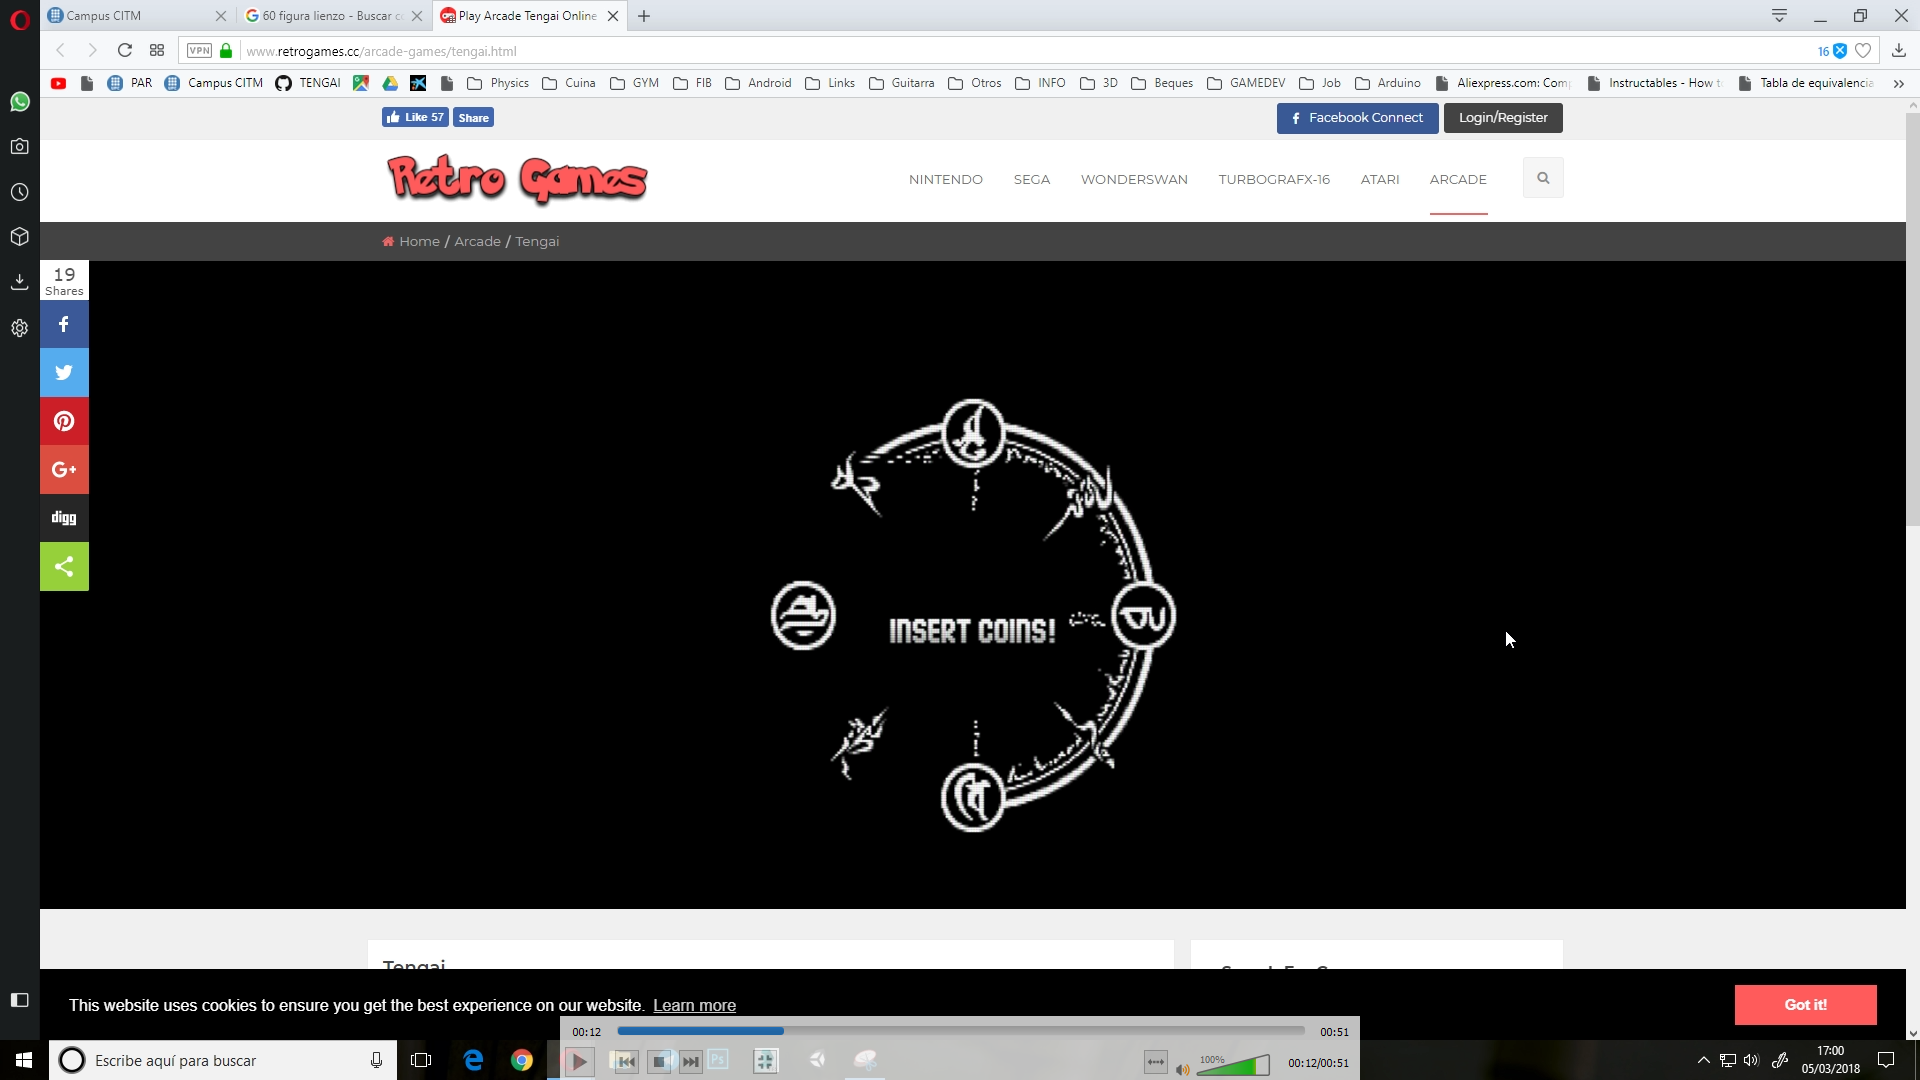 Campus CITM
60 figura lienzo - Buscar c
Play Arcade Tengai Online
VPN
www.retrogames.cc/arcade-games/tengai.html
16
PAR
Campus CITM
TENGAI
Physics
Cuina
GYM
FIB
Android
Links
Guitarra
Otros
INFO
3D
Beques
GAMEDEV
Job
Arduino
Aliexpress.com: Com
Instructables - How t
Tabla de equivalencia
Like 57
Share
Facebook Connect
Login/Register
Retro Games
NINTENDO
SEGA
WONDERSWAN
TURBOGRAFX-16
ATARI
ARCADE
Home / Arcade / Tengai
19
Shares
G+
digg
INSERT COINS!
Tengai
This website uses cookies to ensure you get the best experience on our website. Learn more
Got it!
00:12
00:51
Escribe aquí para buscar
Ps
100%
00:12/00:51
17:00
05/03/2018